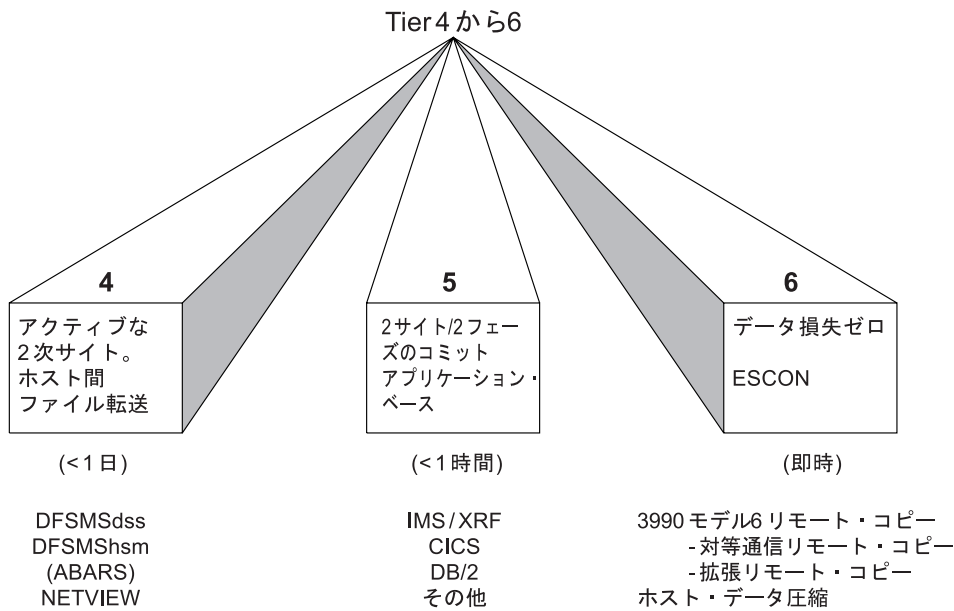 Tier 4 から6
4
アクティブな
2次サイト。
ホスト間
ファイル転送
(<1日)
DFSMSdss
DFSMShsm
(ABARS)
NETVIEW
5
2サイト/2フェー
ズのコミット
アプリケーション・
ベース
(<1時間)
IMS/XRF
CICS
DB/2
その他
6
データ損失ゼロ
ESCON
(即時)
3990 モデル6 リモート・コピー
-対等通信リモート・コピー
-拡張リモート・コピー
ホスト・データ圧縮